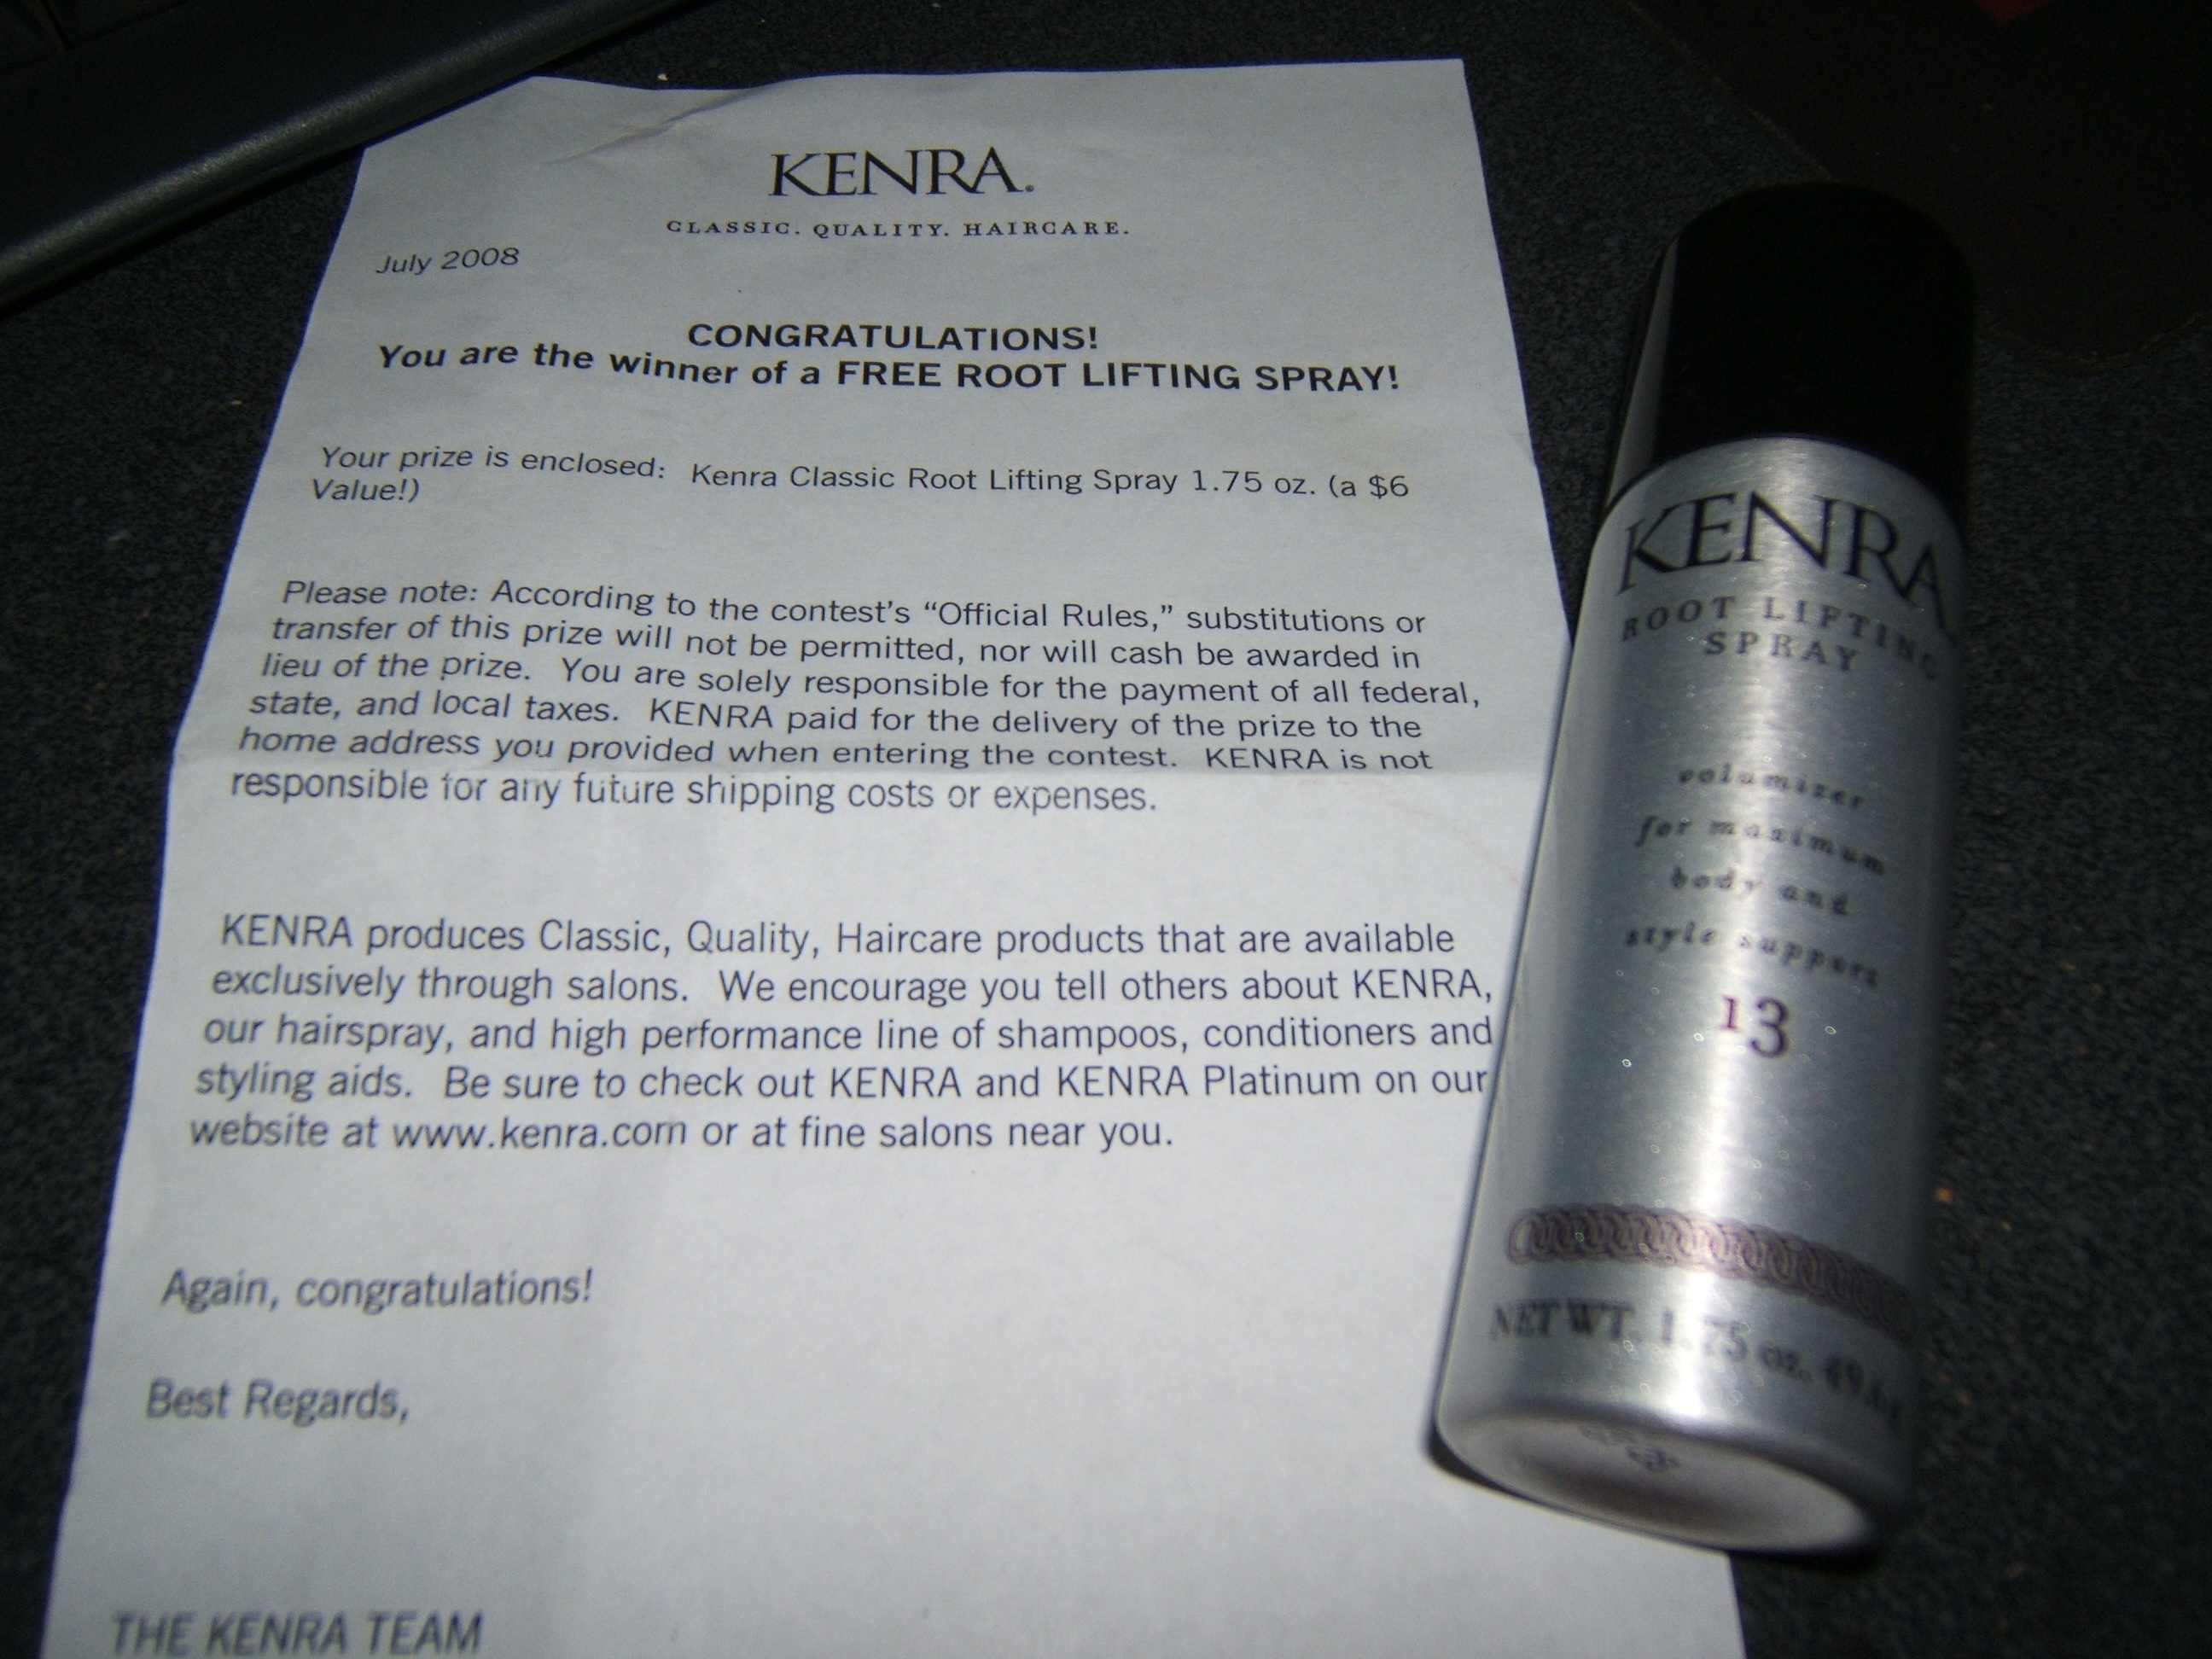 KENRA.
CLASSIC. QUALITY. HAIRCARE.
July 2008
CONGRATULATIONS!
You are the winner of a FREE ROOT LIFTING SPRAY!
Your prize is enclosed: Kenra Classic Root Lifting Spray 1.75 oz. (a $6
Value!)
Please note: According to the contest's "Official Rules," substitutions or
transfer of this prize will not be permitted, nor will cash be awarded in
lieu of the prize. You are solely responsible for the payment of all federal,
state, and local taxes. KENRA paid for the delivery of the prize to the
home address you provided when entering the contest. KENRA is not
responsible for any future shipping costs or expenses.
KENRA produces Classic, Quality, Haircare products that are available
exclusively through salons. We encourage you tell others about KENRA,
our hairspray, and high performance line of shampoos, conditioners and
styling aids. Be sure to check out KENRA and KENRA Platinum on our
website at www.kenra.com or at fine salons near you.
Again, congratulations!
Best Regards,
THE KENRA TEAM
KENRA
ROOT LIFTING
SPRAY
volumizer
for maximum
body and
style support
13
NET WT. 1.75 oz.